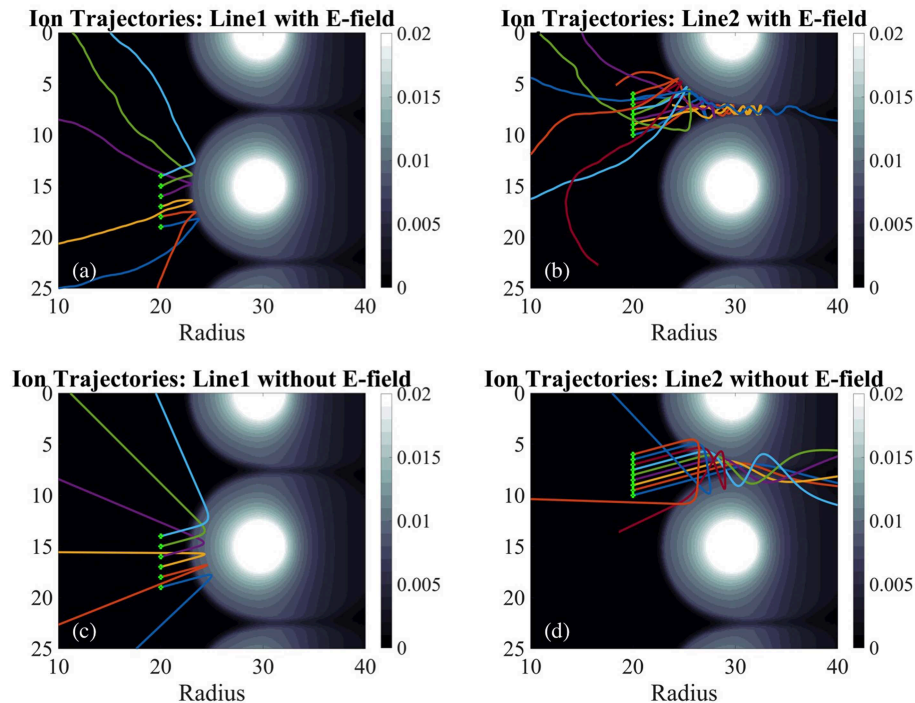 Ion Trajectories: Line1 with E-field
0
5
10
15
20
25
(a)
10 20 30 40
Radius
0.02
0.015
0.01
0.005
0
Ion Trajectories: Line2 with E-field
0
5
10
15
20
25
(b)
10 20 30 40
Radius
0.02
0.015
0.01
0.005
0
Ion Trajectories: Line1 without E-field
0
5
10
15
20
25
(c)
10 20 30 40
Radius
0.02
0.015
0.01
0.005
0
Ion Trajectories: Line2 without E-field
0
5
10
15
20
25
(d)
10 20 30 40
Radius
0.02
0.015
0.01
0.005
0